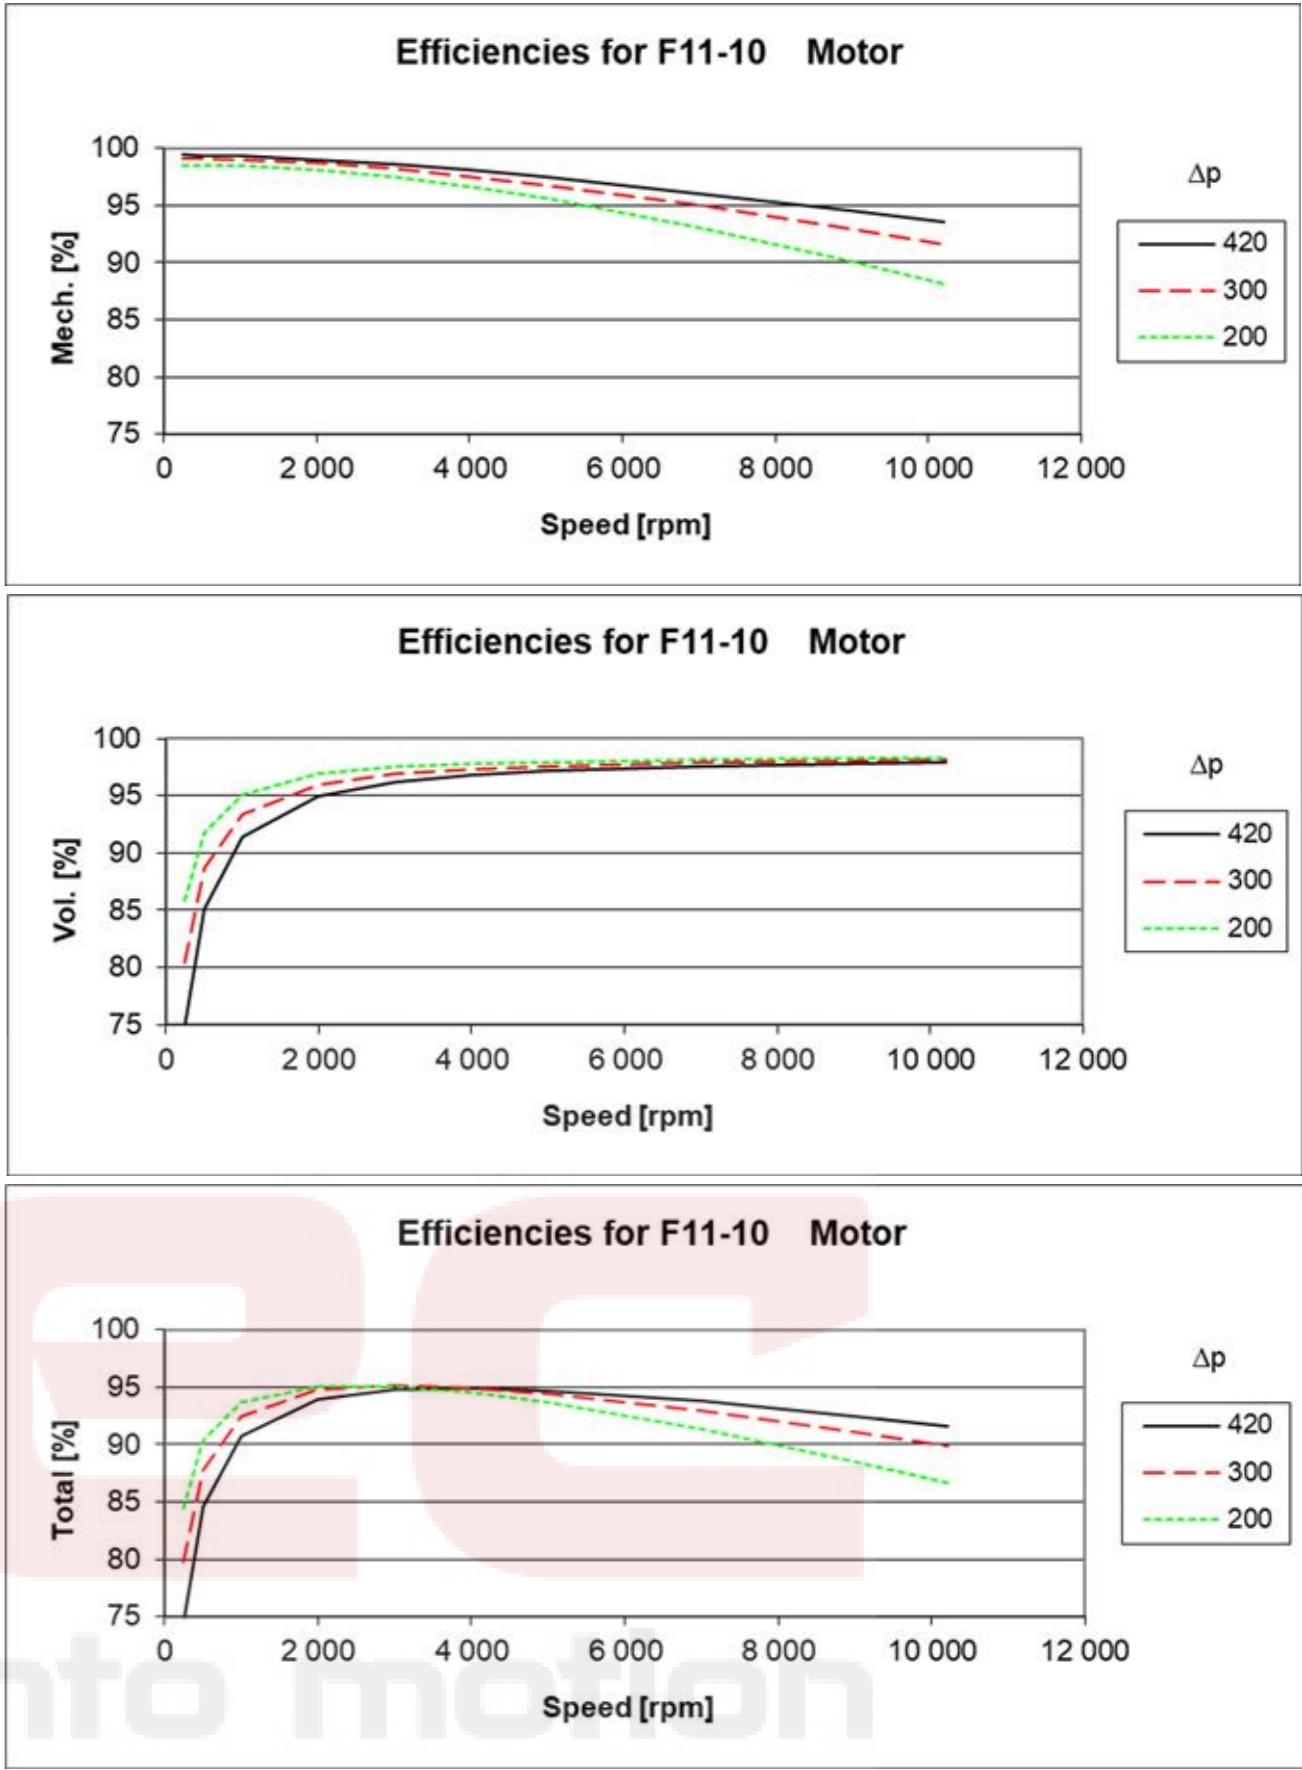 Efficiencies for F11-10 Motor
100
95
90
85
80
75
Mech. [%]
0 2 000 4 000 6 000 8 000 10 000 12 000
Speed [rpm]
Δp
420
300
200
Efficiencies for F11-10 Motor
100
95
90
85
80
75
Vol. [%]
0 2 000 4 000 6 000 8 000 10 000 12 000
Speed [rpm]
Δp
420
300
200
Efficiencies for F11-10 Motor
100
95
90
85
80
75
Total [%]
0 2 000 4 000 6 000 8 000 10 000 12 000
Speed [rpm]
Δp
420
300
200
nto motion